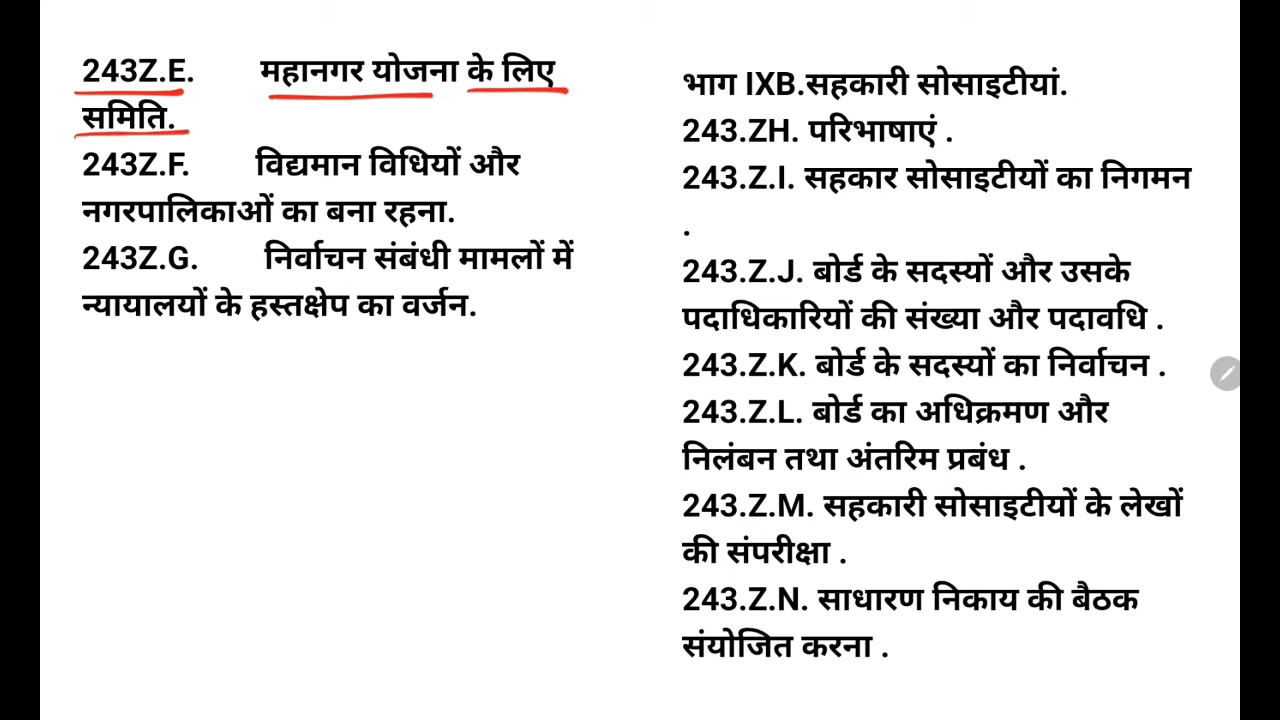 243Z.E. महानगर योजना के लिए
समिति.
243Z.F. विद्यमान विधियों और
नगरपालिकाओं का बना रहना.
243Z.G. निर्वाचन संबंधी मामलों में
न्यायालयों के हस्तक्षेप का वर्जन.
भाग IXB.सहकारी सोसाइटीयां.
243.ZH. परिभाषाएं .
243.Z.I. सहकार सोसाइटीयों का निगमन
.
243.Z.J. बोर्ड के सदस्यों और उसके
पदाधिकारियों की संख्या और पदावधि .
243.Z.K. बोर्ड के सदस्यों का निर्वाचन .
243.Z.L. बोर्ड का अधिक्रमण और
निलंबन तथा अंतरिम प्रबंध .
243.Z.M. सहकारी सोसाइटीयों के लेखों
की संपरीक्षा .
243.Z.N. साधारण निकाय की बैठक
संयोजित करना .